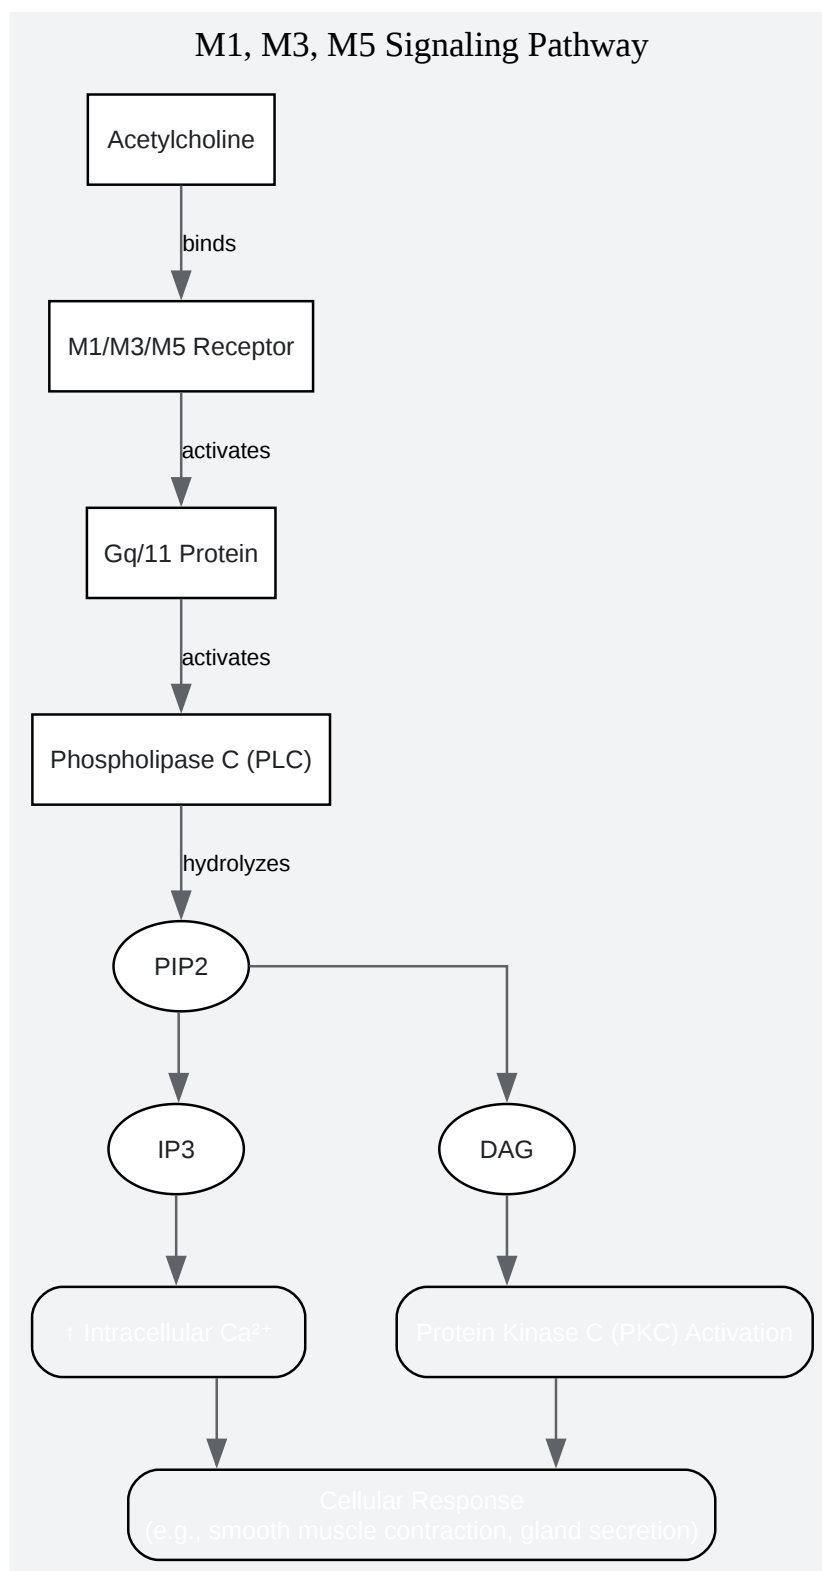 M1, M3, M5 Signaling Pathway
Acetylcholine
binds
M1/M3/M5 Receptor
activates
Gq/11 Protein
activates
Phospholipase C (PLC)
hydrolyzes
PIP2
IP3
DAG
↑ Intracellular Ca²⁺
Protein Kinase C (PKC) Activation
Cellular Response
(e.g., smooth muscle contraction, gland secretion)